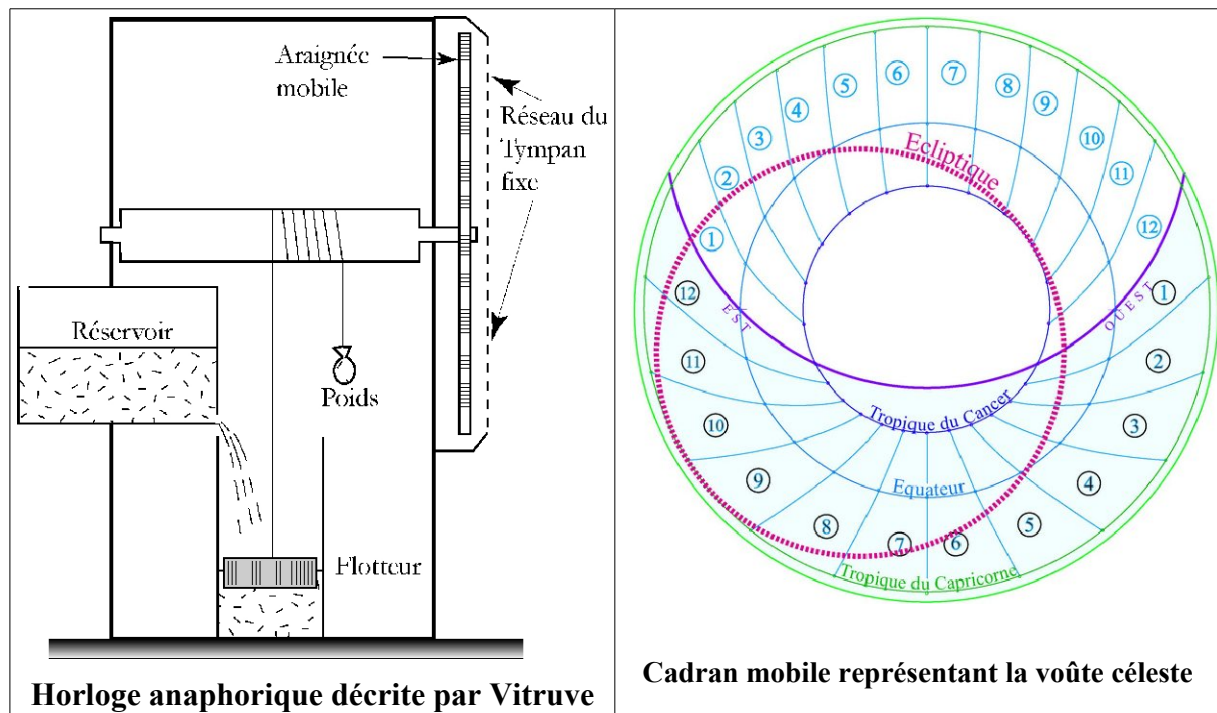 Araignée
mobile
Réseau du
Tympan
fixe
Réservoir
Poids
Flotteur
Horloge anaphorique décrite par Vitruve
1
2
3
4
5
6
7
8
9
10
11
12
Ecliptique
EST
OUEST
12
11
10
9
8
7
6
5
4
3
2
1
Tropique du Cancer
Equateur
Tropique du Capricorne
Cadran mobile représentant la voûte céleste